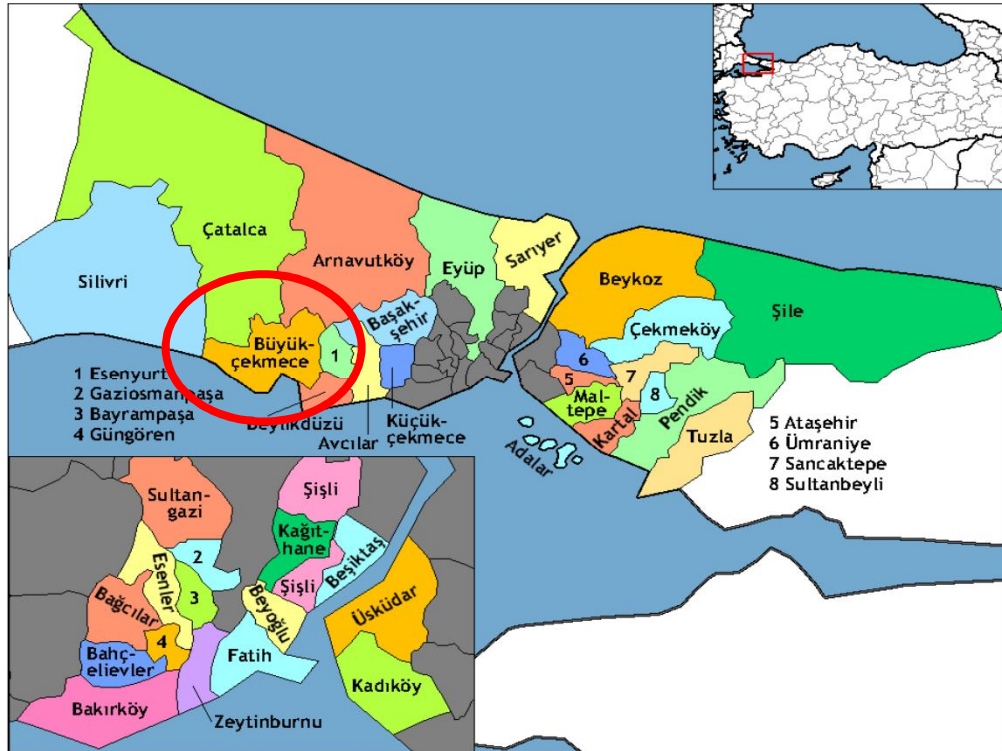 Çatalca
Silivri
Arnavutköy
Eyüp
Sarıyer
Büyük-
çekmece
Başak-
şehir
1
Beylikdüzü
Avcılar
Küçük-
çekmece
1 Esenyurt
2 Gaziosmanpaşa
3 Bayrampaşa
4 Güngören
Beykoz
Şile
Çekmeköy
6
5
7
8
Mal-
tepe
Kartal
Pendik
Tuzla
Adalar
5 Ataşehir
6 Ümraniye
7 Sancaktepe
8 Sultanbeyli
Sultan-
gazi
Şişli
Kağıt-
hane
Beşiktaş
Şişli
2
Esenler
3
Bağcılar
4
Beyoğlu
Üsküdar
Bahç-
elievler
Fatih
Kadıköy
Bakırköy
Zeytinburnu